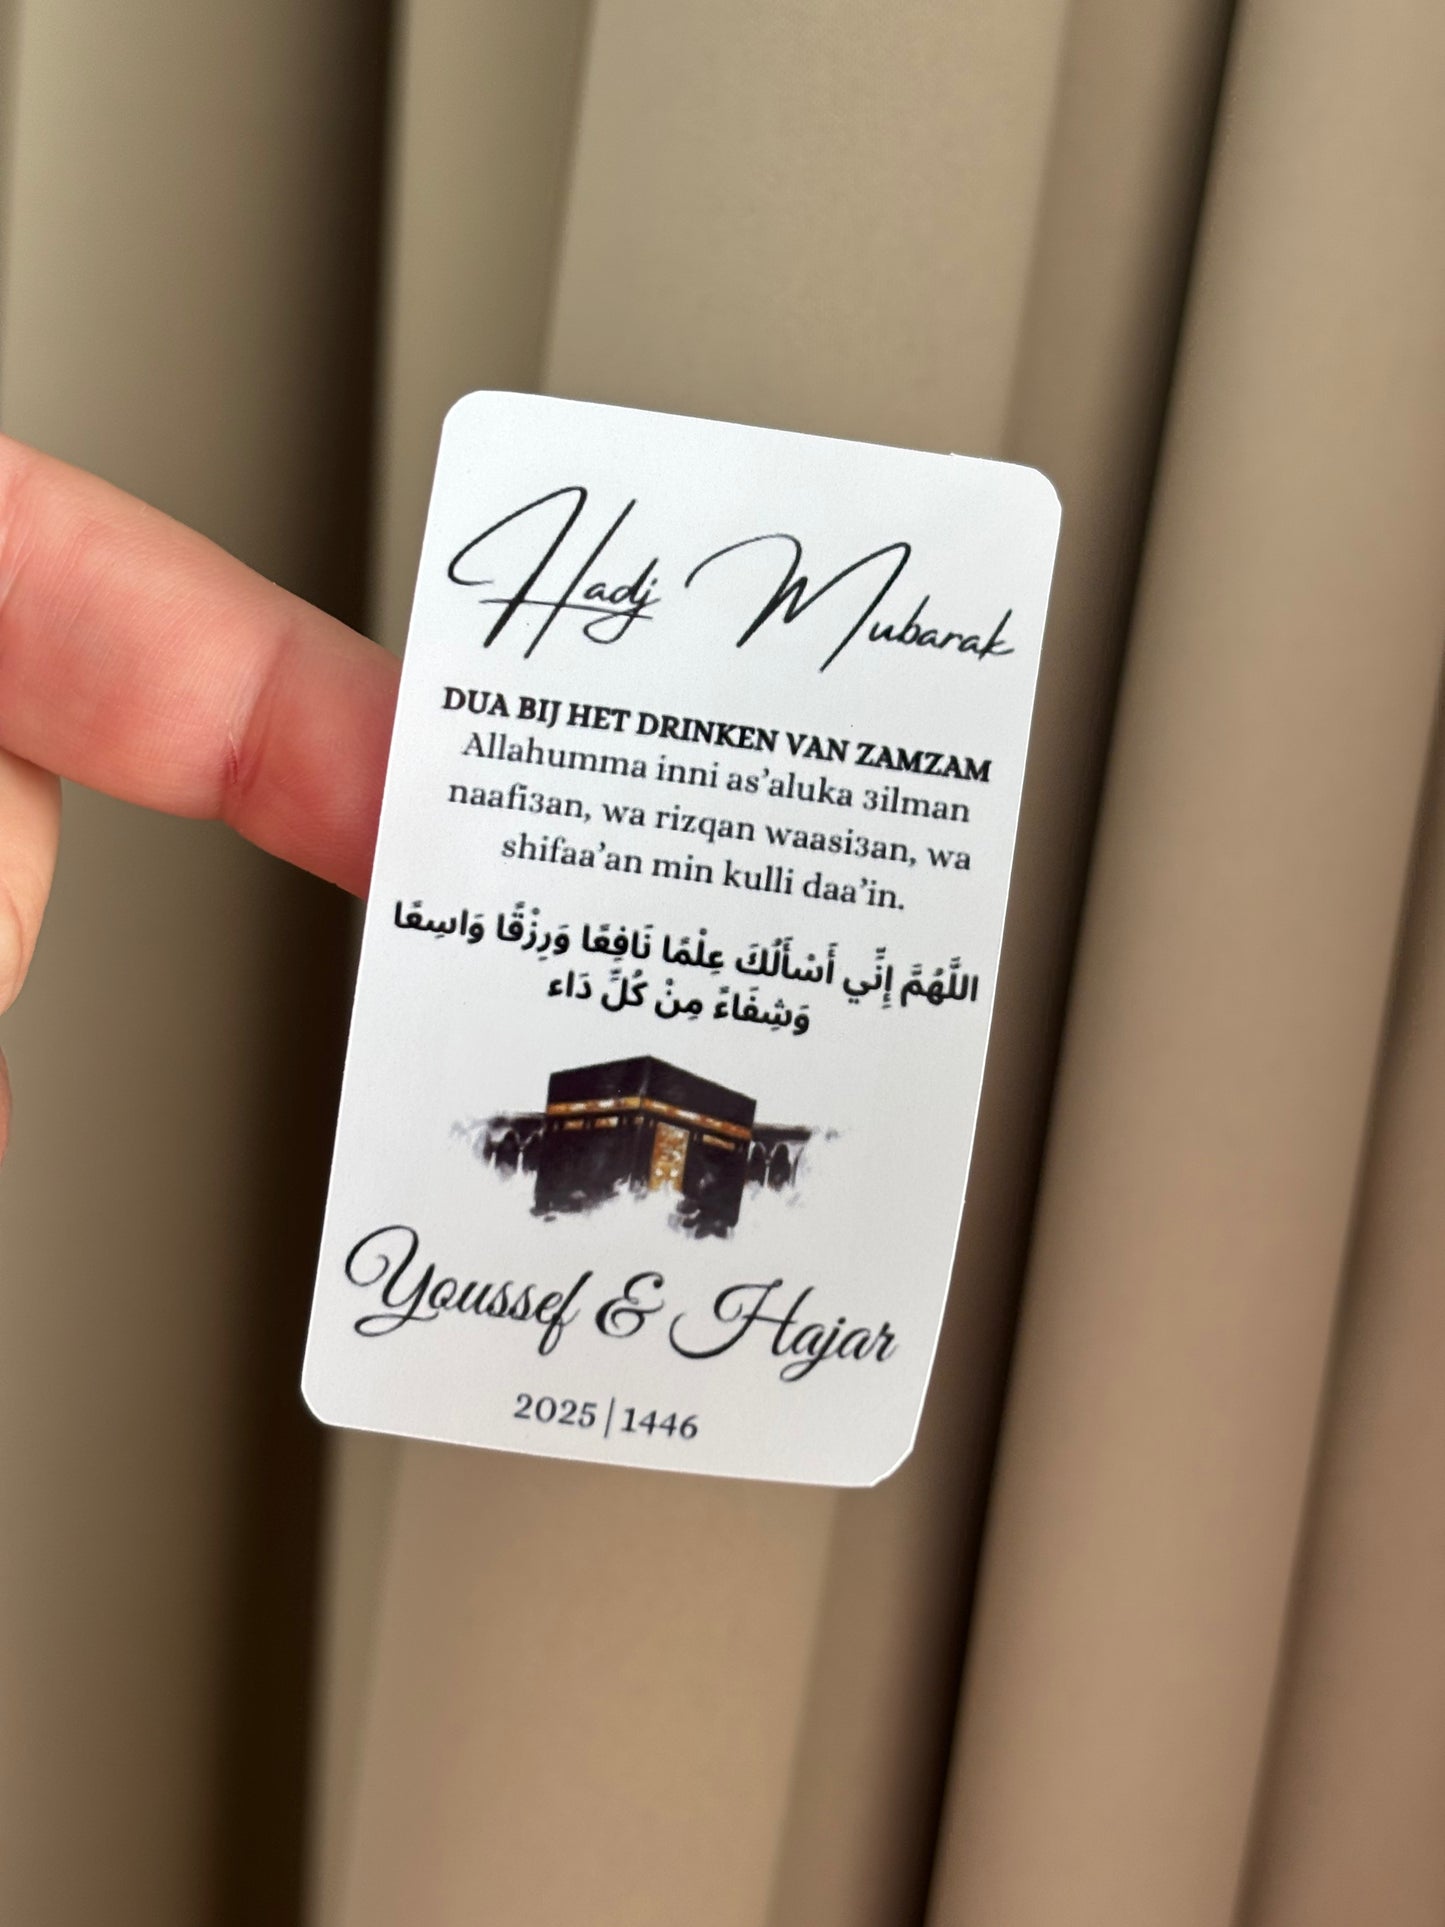 Hadj Mubarak
DUA BIJ HET DRINKEN VAN ZAMZAM
Allahumma inni as’aluka 3ilman
naafi3an, wa rizqan waasi3an, wa
shifaa’an min kulli daa’in.
اللَّهُمَّ إِنَّي أَسْأَلُكَ عِلْمًا نَافِعًا وَرِزْقًا وَاسِعًا
وَشِفَاءً مِنْ كُلِّ دَاء
Youssef & Hajar
2025|1446